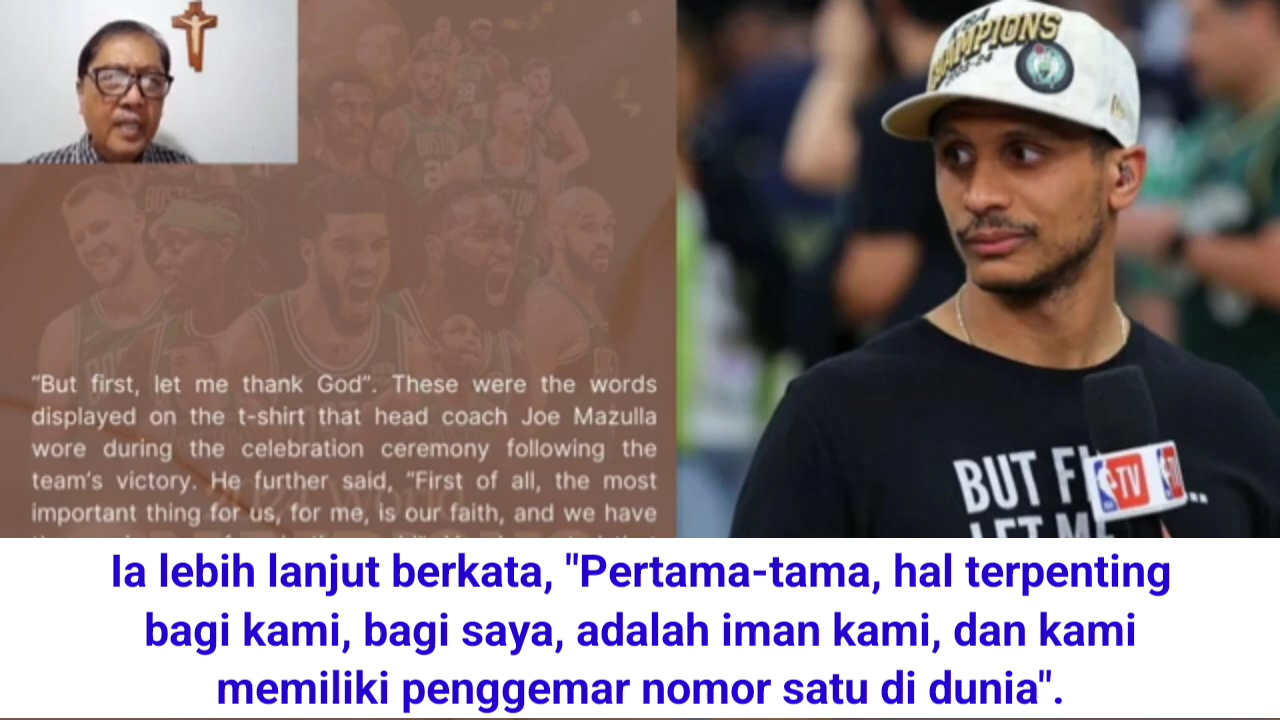 "But first, let me thank God". These were the words
displayed on the t-shirt that head coach Joe Mazulla
wore during the celebration ceremony following the
team's victory. He further said, "First of all, the most
important thing for us, for me, is our faith, and we have
CHAMPIONS
2023-24
BUT FI
LET ME
TV
Ia lebih lanjut berkata, "Pertama-tama, hal terpenting
bagi kami, bagi saya, adalah iman kami, dan kami
memiliki penggemar nomor satu di dunia".